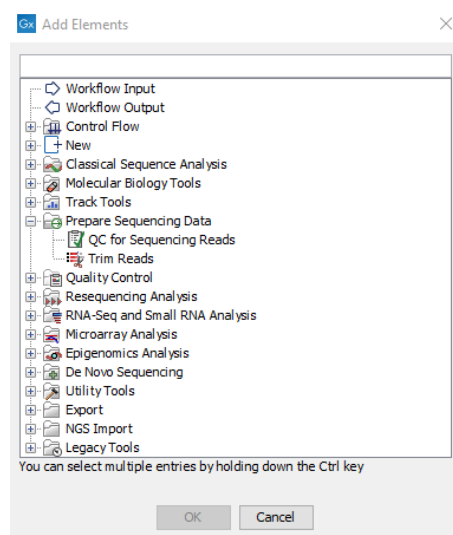 Gx Add Elements
Workflow Input
Workflow Output
Control Flow
New
Classical Sequence Analysis
Molecular Biology Tools
Track Tools
Prepare Sequencing Data
QC for Sequencing Reads
Trim Reads
Quality Control
Resequencing Analysis
RNA-Seq and Small RNA Analysis
Microarray Analysis
Epigenomics Analysis
De Novo Sequencing
Utility Tools
Export
NGS Import
Legacy Tools
You can select multiple entries by holding down the Ctrl key
OK Cancel